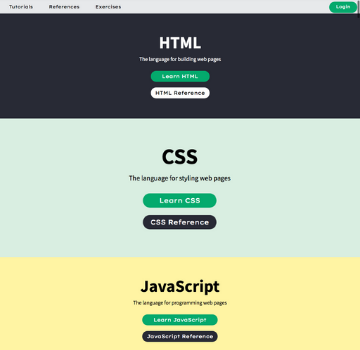 Tutorials References Exercises Login
HTML
The language for building web pages
Learn HTML
HTML Reference
CSS
The language for styling web pages
Learn CSS
CSS Reference
JavaScript
The language for programming web pages
Learn JavaScript
JavaScript Reference